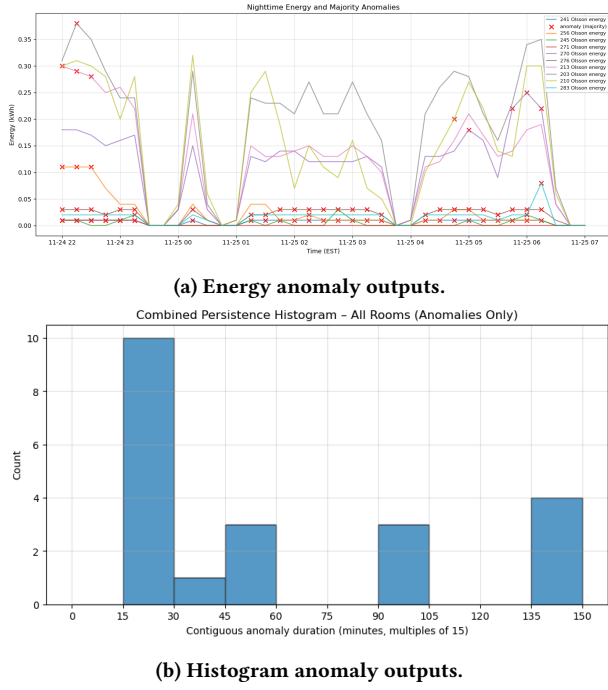 Nighttime Energy and Majority Anomalies
241 Olsson energy
anomaly (majority)
256 Olsson energy
245 Olsson energy
271 Olsson energy
270 Olsson energy
276 Olsson energy
213 Olsson energy
203 Olsson energy
210 Olsson energy
283 Olsson energy
Energy (kWh)
0.35
0.30
0.25
0.20
0.15
0.10
0.05
0.00
11-24 22
11-24 23
11-25 00
11-25 01
11-25 02
11-25 03
11-25 04
11-25 05
11-25 06
11-25 07
Time (EST)
(a) Energy anomaly outputs.
Combined Persistence Histogram – All Rooms (Anomalies Only)
Count
10
8
6
4
2
0
0
15
30
45
60
75
90
105
120
135
150
Contiguous anomaly duration (minutes, multiples of 15)
(b) Histogram anomaly outputs.